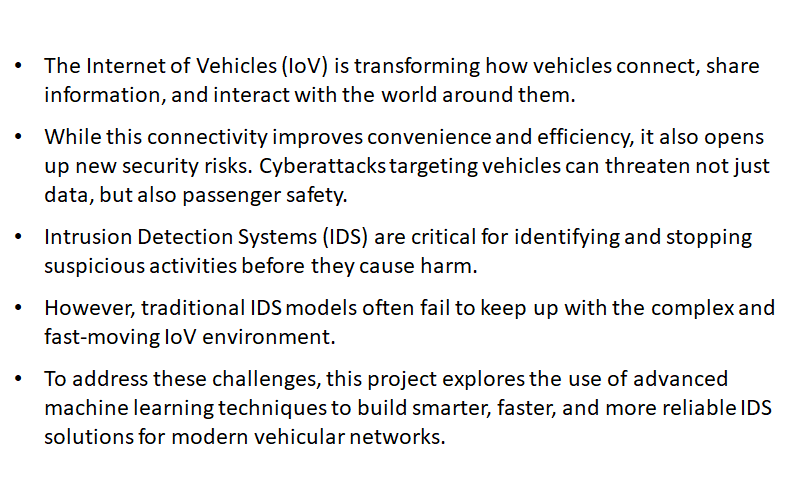 • The Internet of Vehicles (IoV) is transforming how vehicles connect, share
information, and interact with the world around them.
• While this connectivity improves convenience and efficiency, it also opens
up new security risks. Cyberattacks targeting vehicles can threaten not just
data, but also passenger safety.
• Intrusion Detection Systems (IDS) are critical for identifying and stopping
suspicious activities before they cause harm.
• However, traditional IDS models often fail to keep up with the complex and
fast-moving IoV environment.
• To address these challenges, this project explores the use of advanced
machine learning techniques to build smarter, faster, and more reliable IDS
solutions for modern vehicular networks.